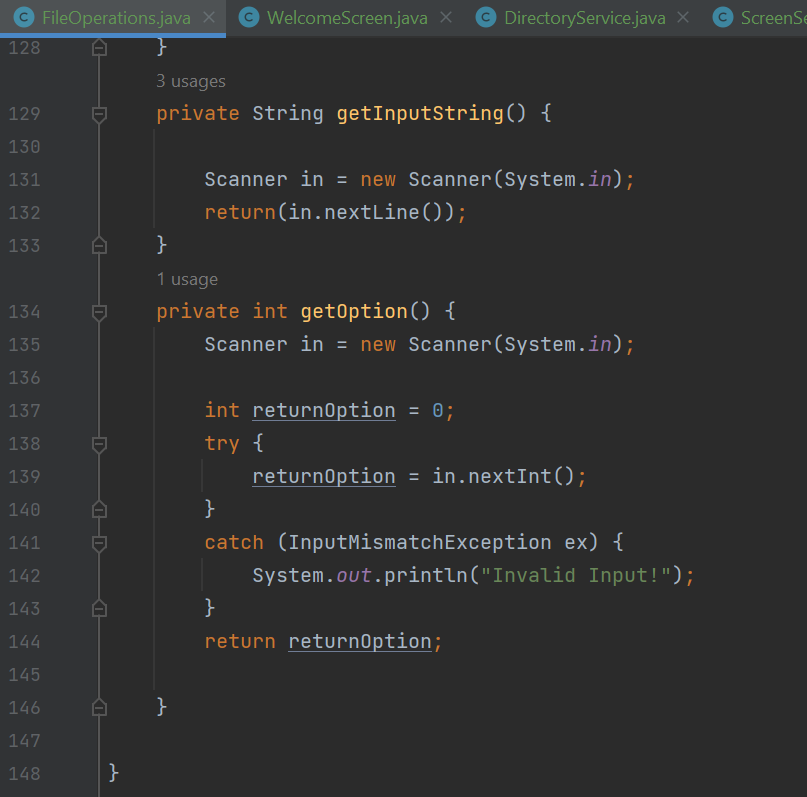 FileOperations.java WelcomeScreen.java DirectoryService.java ScreenSe
128 }
3 usages
129 private String getInputString() {
130
131 Scanner in = new Scanner(System.in);
132 return(in.nextLine());
133 }
1 usage
134 private int getOption() {
135 Scanner in = new Scanner(System.in);
136
137 int returnOption = 0;
138 try {
139 returnOption = in.nextInt();
140 }
141 catch (InputMismatchException ex) {
142 System.out.println("Invalid Input!");
143 }
144 return returnOption;
145
146 }
147
148 }